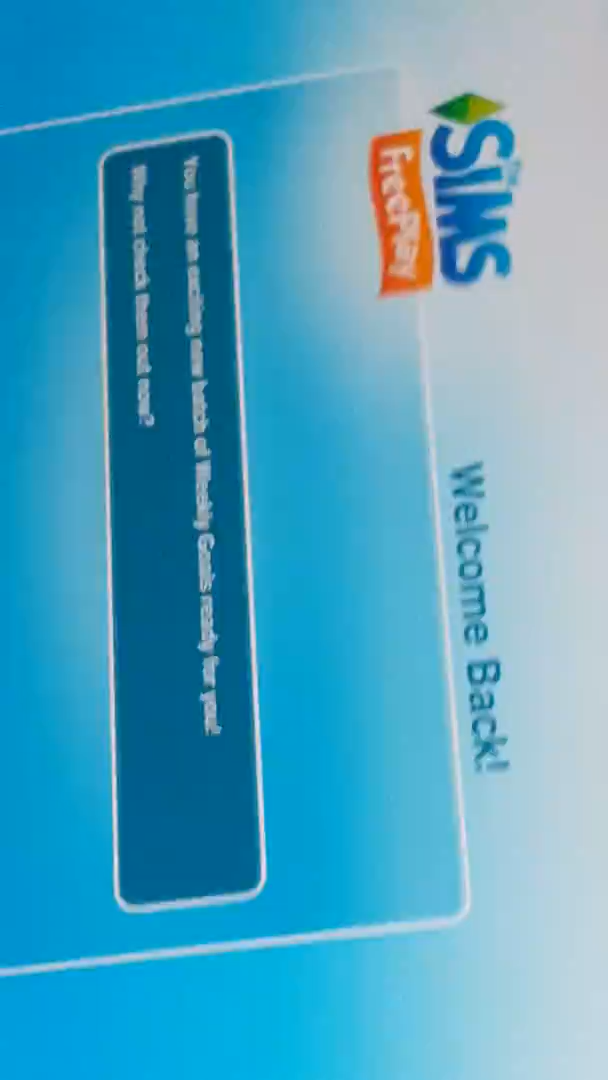 The SIMS
FreePlay
Welcome Back!
You have an exciting new batch of Weekly Goals ready for you!
Why not check them out now?